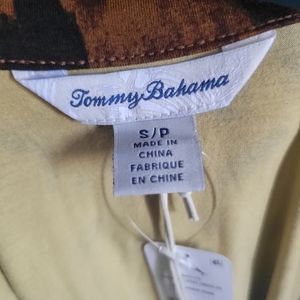 Tommy Bahama
S/P
MADE IN
CHINA
FABRIQUE
EN CHINE